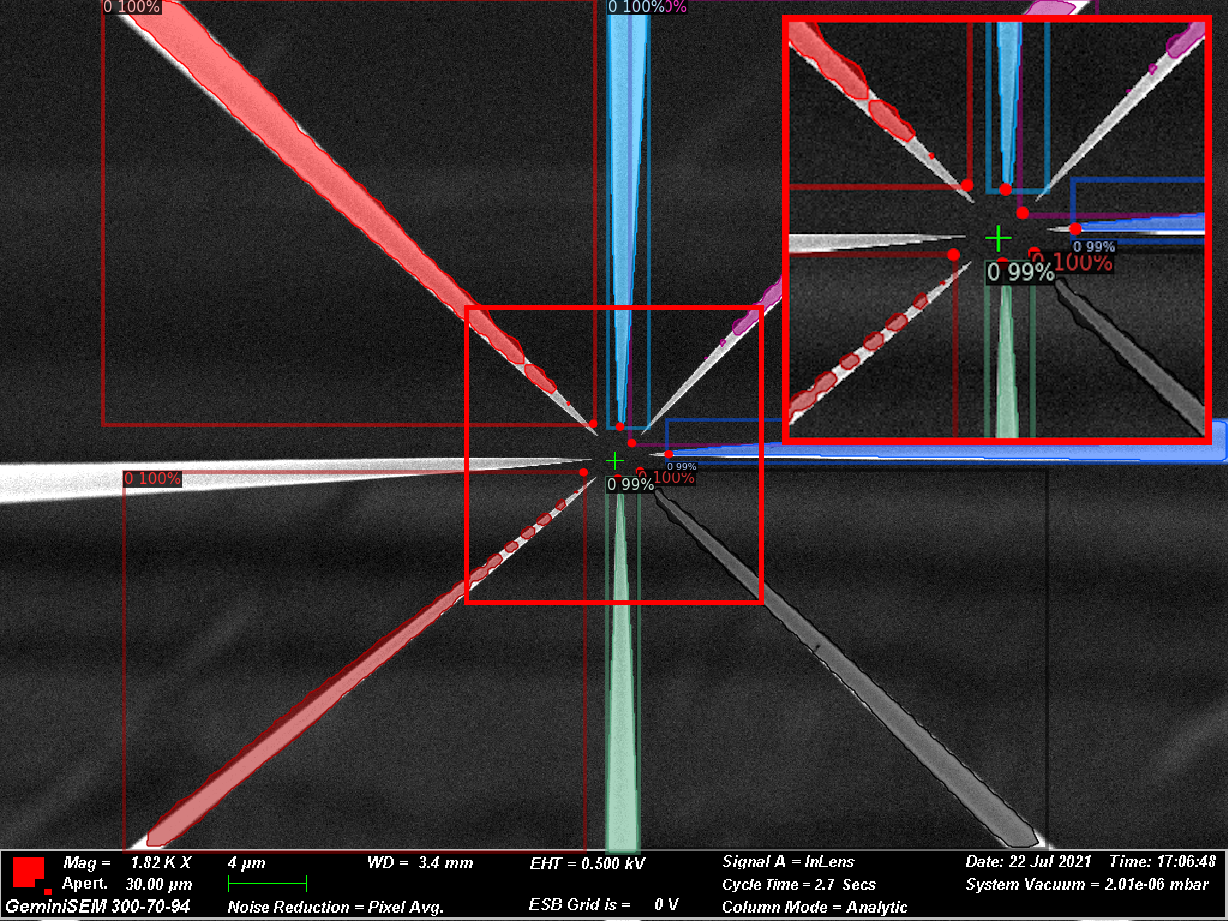 0 100%
0 100%
0%
0 99%
0 100%
0 99%
0 99%
100%
0 99%
0 100%
Mag = 1.82 K X
4 µm
WD = 3.4 mm
EHT = 0.500 kV
Signal A = InLens
Date: 22 Jul 2021 Time: 17:06:48
Apert. 30.00 µm
Cycle Time = 2.7 Secs
System Vacuum = 2.01e-06 mbar
GeminiSEM 300-70-94
Noise Reduction = Pixel Avg.
ESB Grid is = 0 V
Column Mode = Analytic